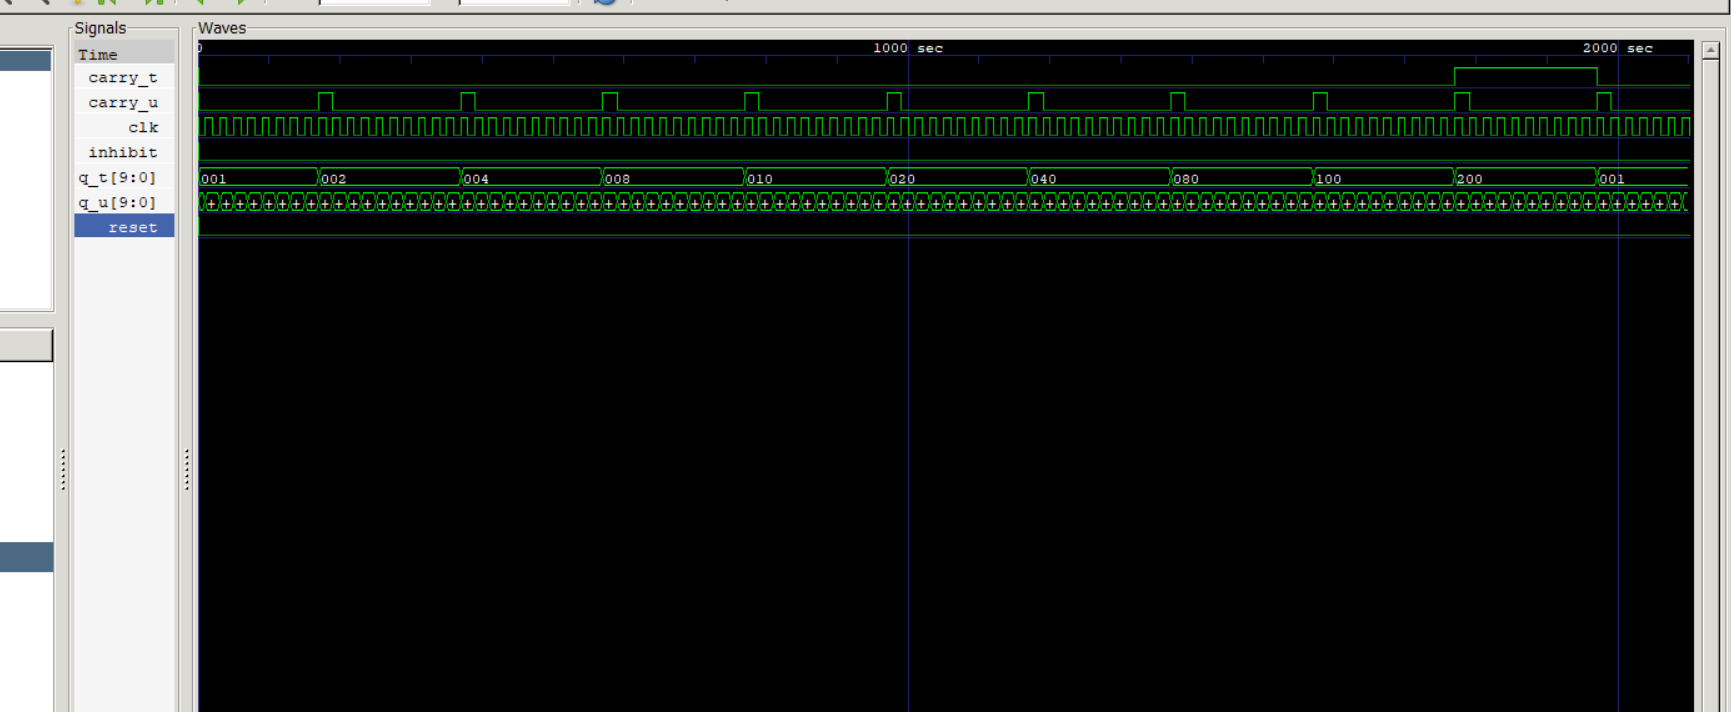 Signals
Waves
Time
0
1000 sec
2000 sec
carry_t
carry_u
clk
inhibit
q_t[9:0]
001
002
004
008
010
020
040
080
100
200
001
q_u[9:0]
+ + + + + + + + + + + + + + + + + + + + + + + + + + + + + + + + + + + + + + + + + + + + + + + + + + + + + + + + + + + + + + + + + + + + + + + + + + + + + + + + + + + + + + + + + + + + + + + + + + + + + + + +
reset